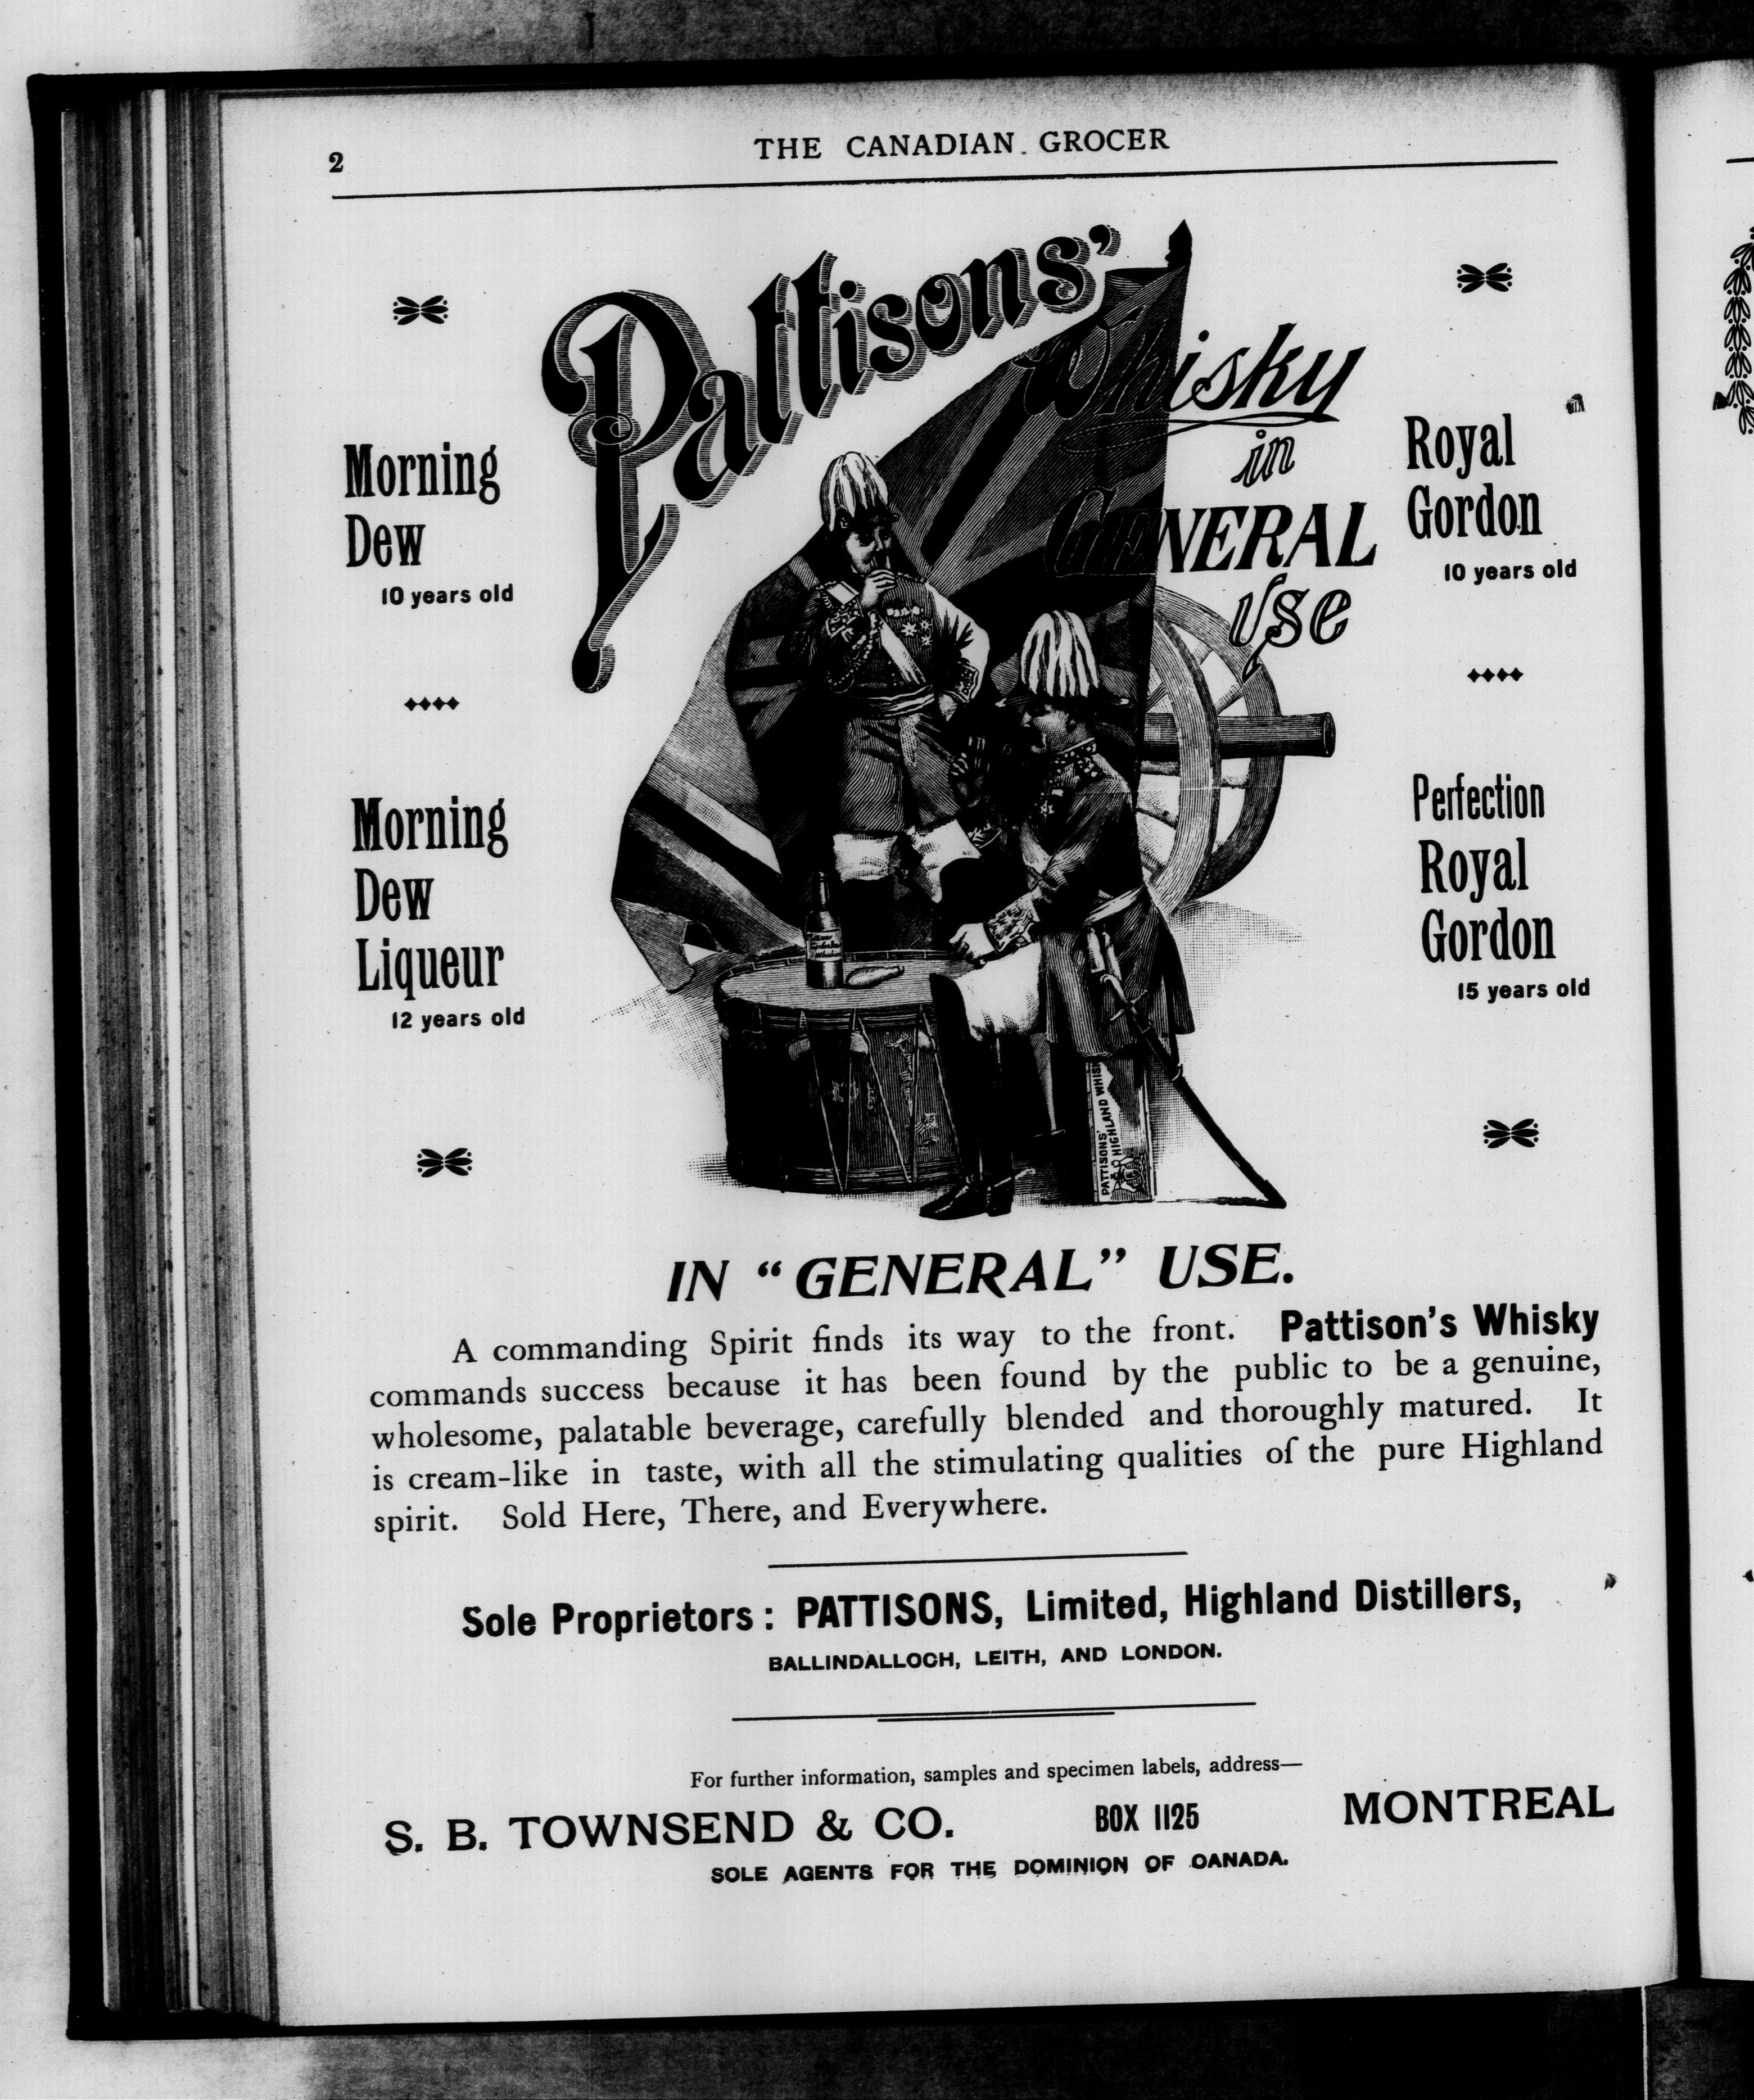 2
THE CANADIAN GROCER
Pattisons'
Whisky
in
GENERAL
Use
Morning
Dew
10 years old
Morning
Dew
Liqueur
12 years old
Royal
Gordon
10 years old
Perfection
Royal
Gordon
15 years old
PATTISONS'
HIGHLAND WHISK
IN "GENERAL" USE.
A commanding Spirit finds its way to the front. Pattison's Whisky
commands success because it has been found by the public to be a genuine,
wholesome, palatable beverage, carefully blended and thoroughly matured. It
is cream-like in taste, with all the stimulating qualities of the pure Highland
spirit. Sold Here, There, and Everywhere.
Sole Proprietors: PATTISONS, Limited, Highland Distillers,
BALLINDALLOCH, LEITH, AND LONDON.
For further information, samples and specimen labels, address—
S. B. TOWNSEND & CO. BOX 1125 MONTREAL
SOLE AGENTS FOR THE DOMINION OF CANADA.